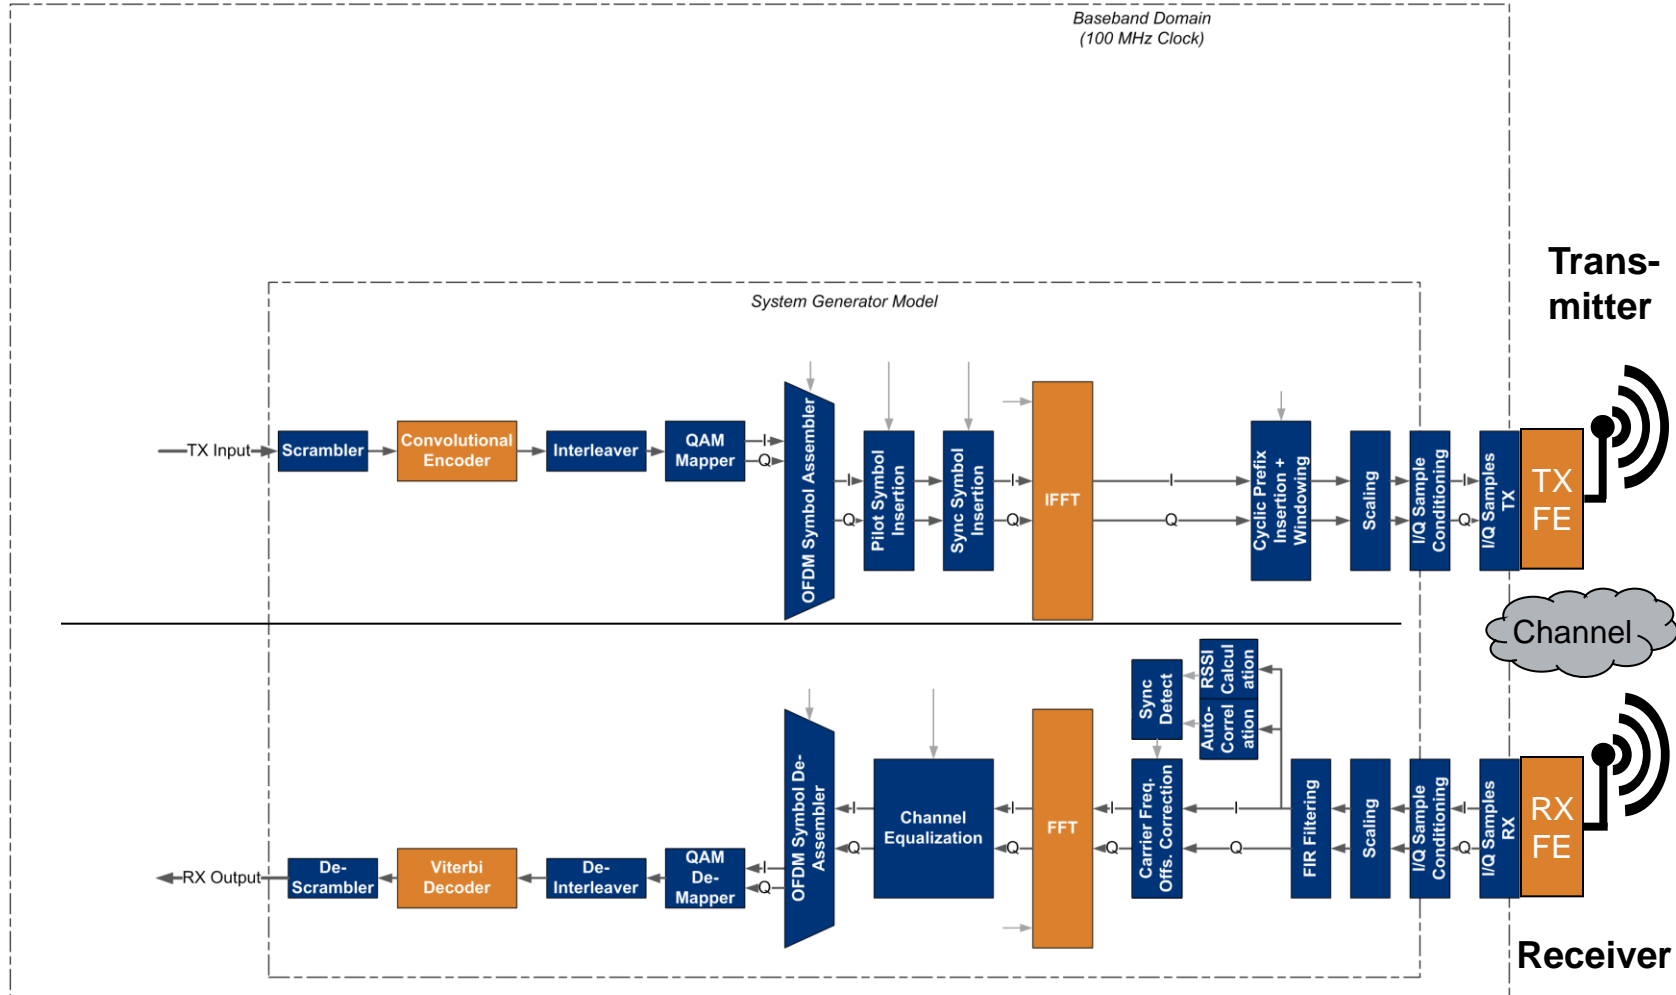 Baseband Domain
(100 MHz Clock)
Trans-
mitter
System Generator Model
TX Input
Scrambler
Convolutional
Encoder
Interleaver
QAM
Mapper
I
Q
OFDM Symbol Assembler
I
Q
Pilot Symbol
Insertion
Sync Symbol
Insertion
I
Q
IFFT
I
Q
Cyclic Prefix
Insertion +
Windowing
Scaling
I/Q Sample
Conditioning
I
Q
I/Q Samples
TX
TX
FE
Channel
RX Output
De-
Scrambler
Viterbi
Decoder
De-
Interleaver
QAM
De-
Mapper
I
Q
OFDM Symbol De-
Assembler
I
Q
Channel
Equalization
I
Q
FFT
I
Q
Carrier Freq.
Offs. Correction
Sync
Detect
RSSI
Calcul
ation
Auto-
Correl
ation
I
Q
FIR Filtering
Scaling
I/Q Sample
Conditioning
I
Q
I/Q Samples
RX
RX
FE
Receiver